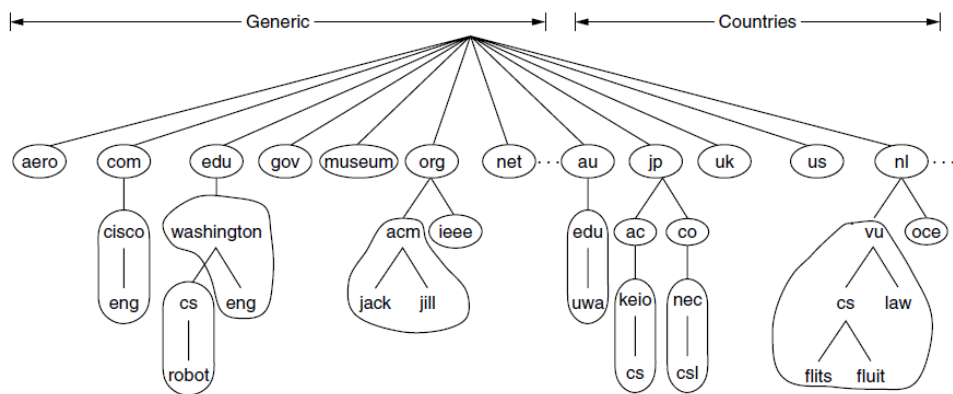 Generic Countries
aero com edu gov museum org net ... au jp uk us nl ...
cisco washington acm ieee edu ac co vu oce
eng cs eng jack jill uwa keio nec cs law
robot cs csl flits fluit